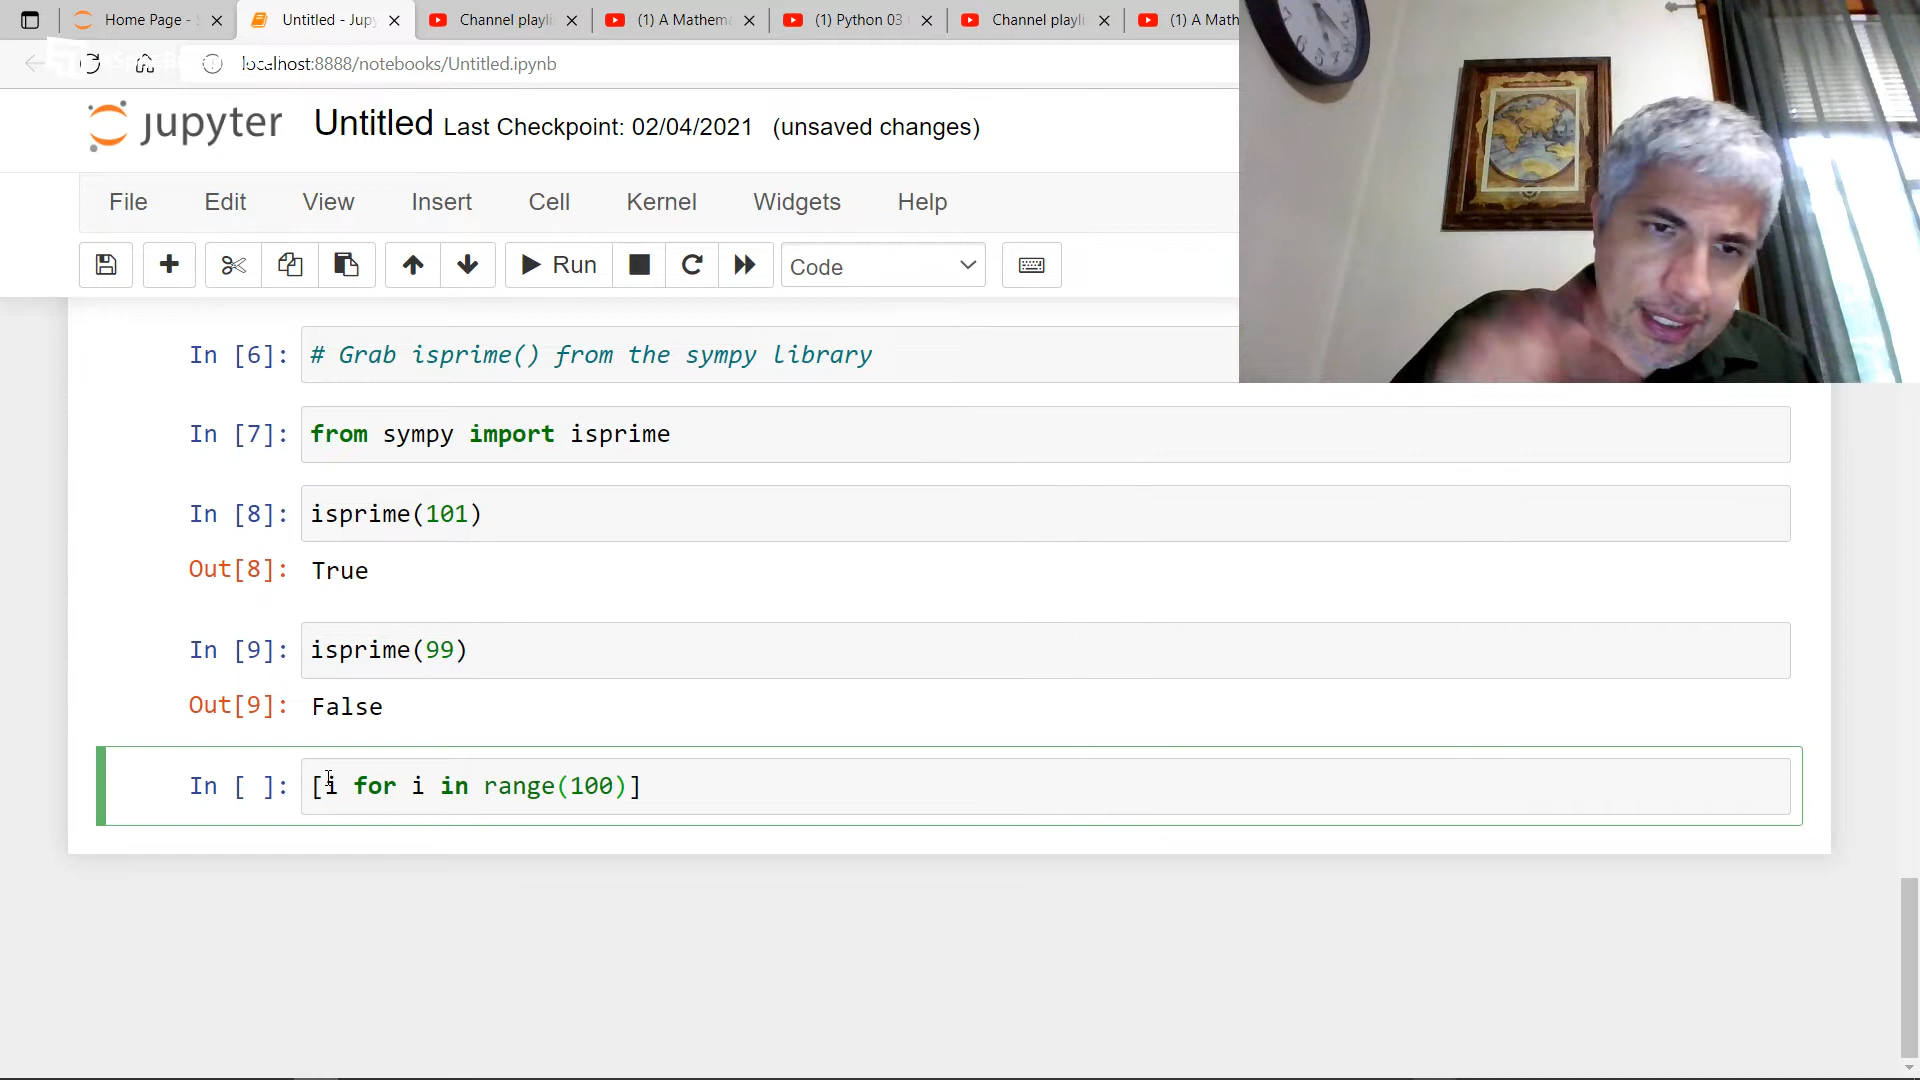 Home Page -
Untitled - Jupy
Channel playli
(1) A Mathema
(1) Python 03
Channel playli
(1) A Math
localhost:8888/notebooks/Untitled.ipynb
jupyter
Untitled Last Checkpoint: 02/04/2021 (unsaved changes)
File Edit View Insert Cell Kernel Widgets Help
Run Code
In [6]: # Grab isprime() from the sympy library
In [7]: from sympy import isprime
In [8]: isprime(101)
Out[8]: True
In [9]: isprime(99)
Out[9]: False
In [ ]: [i for i in range(100)]